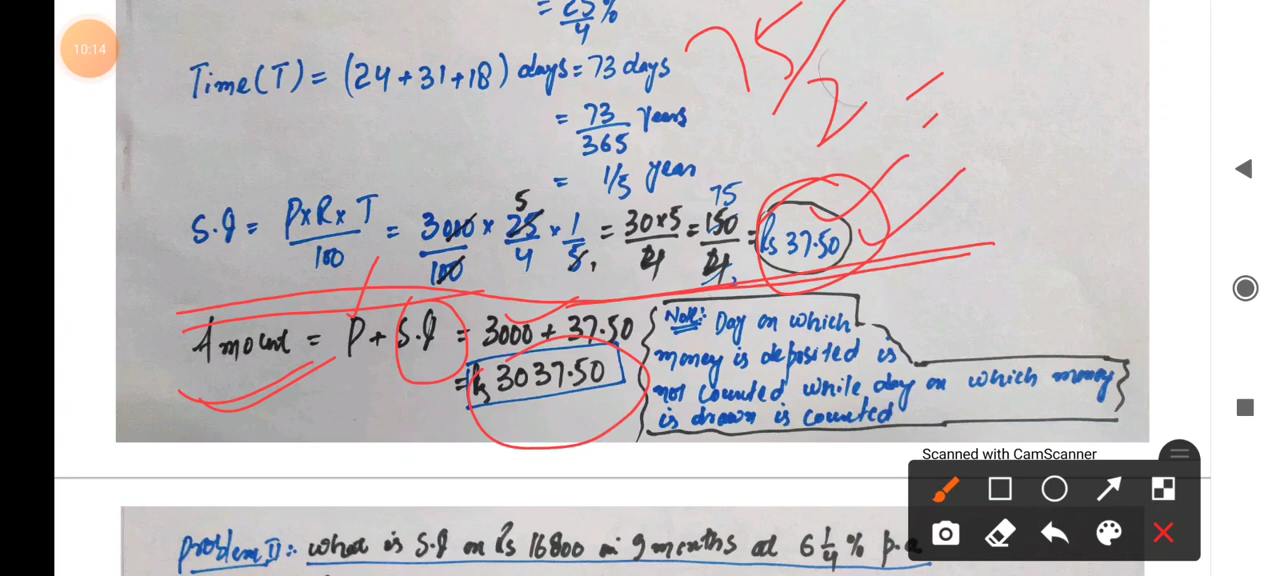 = 25/4 %
10:14
Time(T) = (24+31+18) days = 73 days
= 73/365 years
= 1/5 year
S.I = P×R×T/100 = 3000/100 × 25/4 × 1/5 = 30×5/4 = 150/4 = Rs 37.50
5
75
75/2 =
Amount = P + S.I = 3000 + 37.50
= Rs 3037.50
Note: Day on which
money is deposited is
not counted while day on which money
is drawn is counted
Scanned with CamScanner
Problem II: What is S.I on Rs 16800 in 9 months at 6 1/4 % p.a